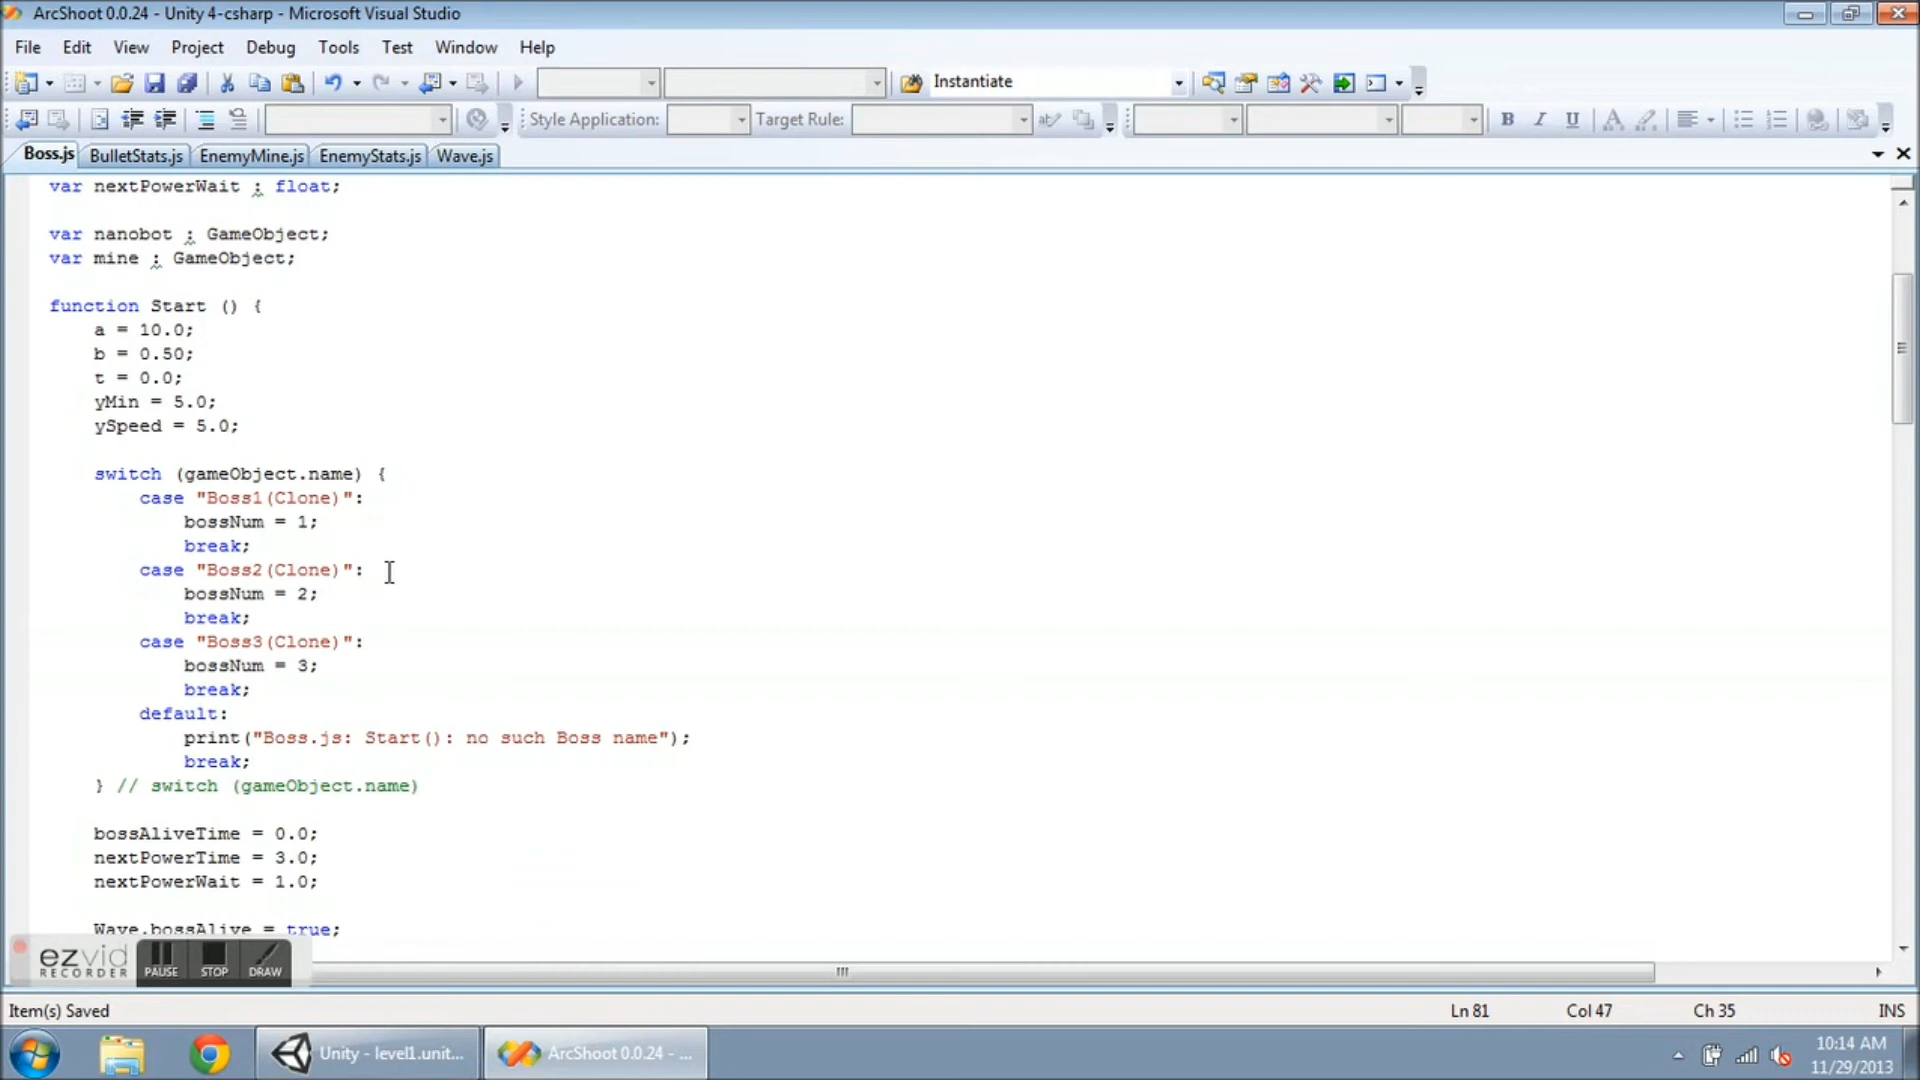 ArcShoot 0.0.24 - Unity 4-csharp - Microsoft Visual Studio
File Edit View Project Debug Tools Test Window Help
Instantiate
Style Application: Target Rule: B I U
Boss.js BulletStats.js EnemyMine.js EnemyStats.js Wave.js
var nextPowerWait : float;
var nanobot : GameObject;
var mine : GameObject;
function Start () {
a = 10.0;
b = 0.50;
t = 0.0;
yMin = 5.0;
ySpeed = 5.0;
switch (gameObject.name) {
case "Boss1(Clone)":
bossNum = 1;
break;
case "Boss2(Clone)":
bossNum = 2;
break;
case "Boss3(Clone)":
bossNum = 3;
break;
default:
print("Boss.js: Start(): no such Boss name");
break;
} // switch (gameObject.name)
bossAliveTime = 0.0;
nextPowerTime = 3.0;
nextPowerWait = 1.0;
Wave.bossAlive = true;
ezvid
RECORDER PAUSE STOP DRAW
Item(s) Saved Ln 81 Col 47 Ch 35 INS
Unity - level1.unit... ArcShoot 0.0.24 - ... 10:14 AM
11/29/2013